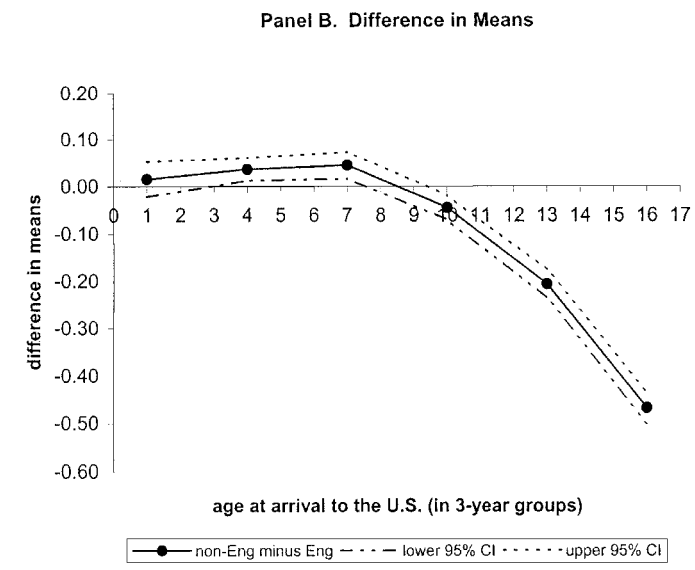 Panel B. Difference in Means
0.20
0.10
0.00
-0.10
-0.20
-0.30
-0.40
-0.50
-0.60
difference in means
0 1 2 3 4 5 6 7 8 9 10 11 12 13 14 15 16 17
age at arrival to the U.S. (in 3-year groups)
non-Eng minus Eng lower 95% CI upper 95% CI